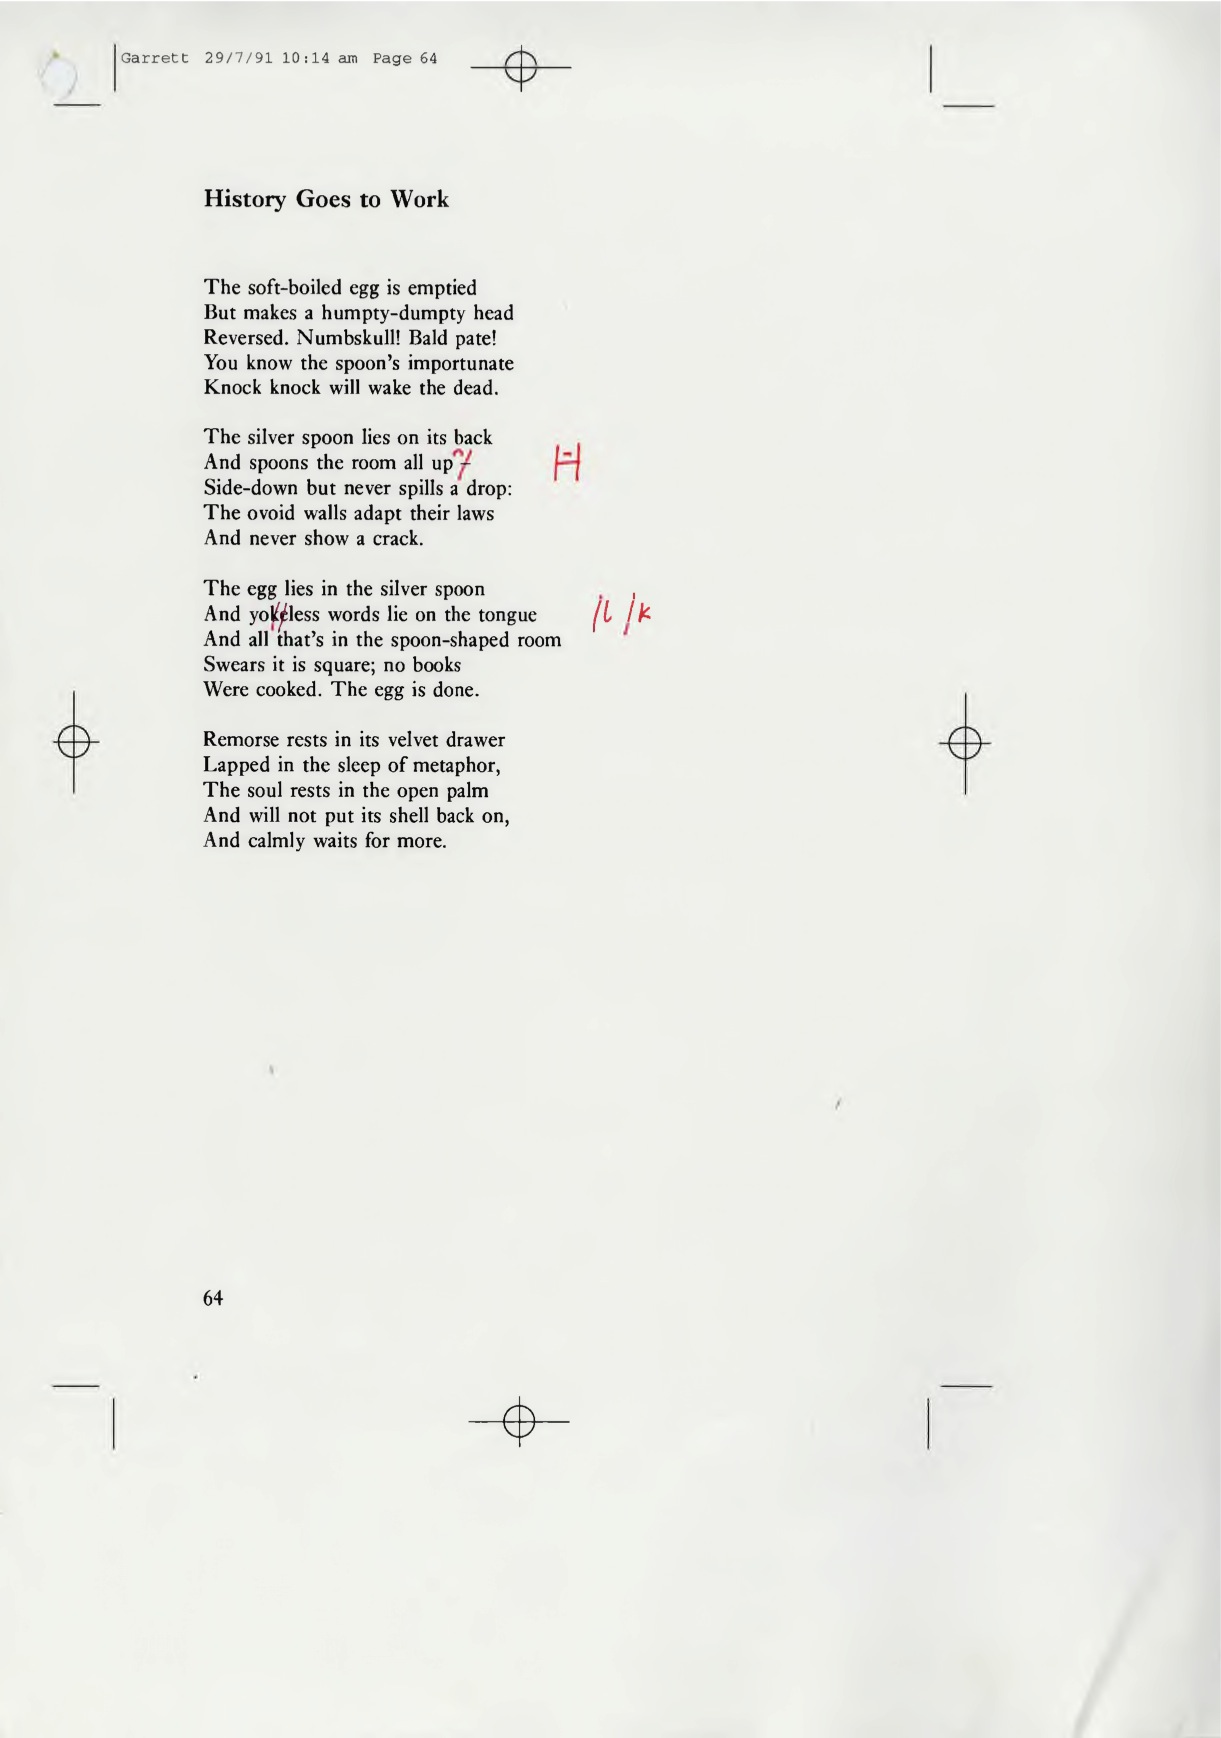 Garrett 29/7/91 10:14 am Page 64
History Goes to Work
The soft-boiled egg is emptied
But makes a humpty-dumpty head
Reversed. Numbskull! Bald pate!
You know the spoon's importunate
Knock knock will wake the dead.
The silver spoon lies on its back
And spoons the room all up – |-|
Side-down but never spills a drop:
The ovoid walls adapt their laws
And never show a crack.
The egg lies in the silver spoon
And yokeless words lie on the tongue /l /k
And all that's in the spoon-shaped room
Swears it is square; no books
Were cooked. The egg is done.
Remorse rests in its velvet drawer
Lapped in the sleep of metaphor,
The soul rests in the open palm
And will not put its shell back on,
And calmly waits for more.
64